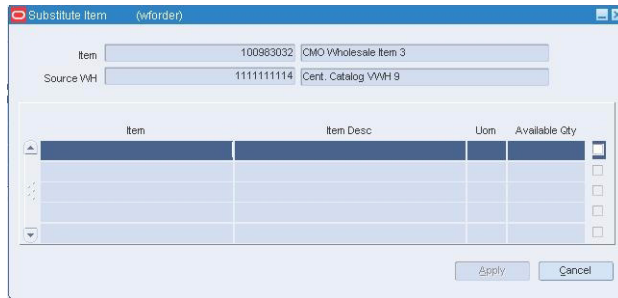 Substitute Item (wforder)
Item 100983032 CMO Wholesale Item 3
Source WH 1111111114 Cent. Catalog VWH 9
Item Item Desc Uom Available Qty
Apply Cancel